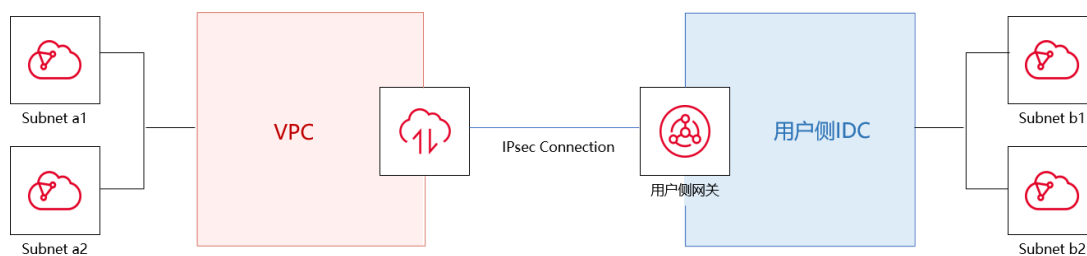 Subnet a1
Subnet a2
VPC
IPsec Connection
用户侧网关
用户侧IDC
Subnet b1
Subnet b2